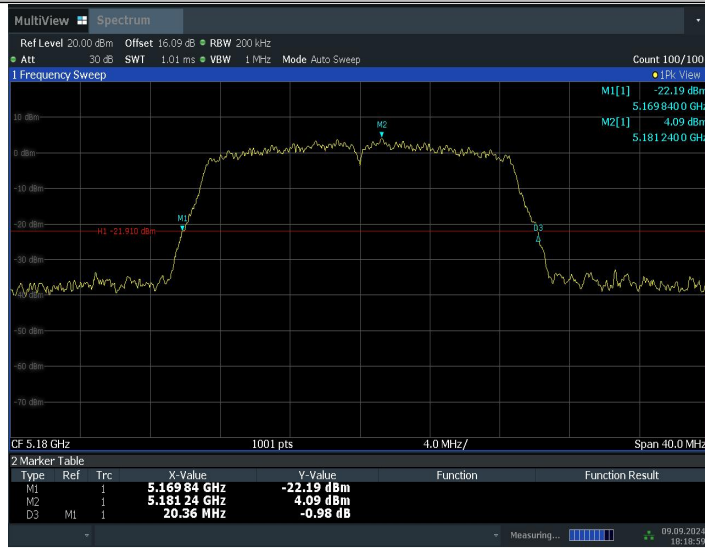 MultiView Spectrum
Ref Level 20.00 dBm Offset 16.09 dB RBW 200 kHz
Att 30 dB SWT 1.01 ms VBW 1 MHz Mode Auto Sweep Count 100/100
1 Frequency Sweep 1Pk View
M1[1] -22.19 dBm
5.1698400 GHz
M2[1] 4.09 dBm
5.1812400 GHz
10 dBm
M2
0 dBm
-10 dBm
M1
-20 dBm
H1 -21.910 dBm
D3
-30 dBm
-40 dBm
-50 dBm
-60 dBm
-70 dBm
CF 5.18 GHz 1001 pts 4.0 MHz/ Span 40.0 MHz
2 Marker Table
Type Ref Trc X-Value Y-Value Function Function Result
M1 1 5.169 84 GHz -22.19 dBm
M2 1 5.181 24 GHz 4.09 dBm
D3 M1 1 20.36 MHz -0.98 dB
Measuring... 09.09.2024
18:18:59